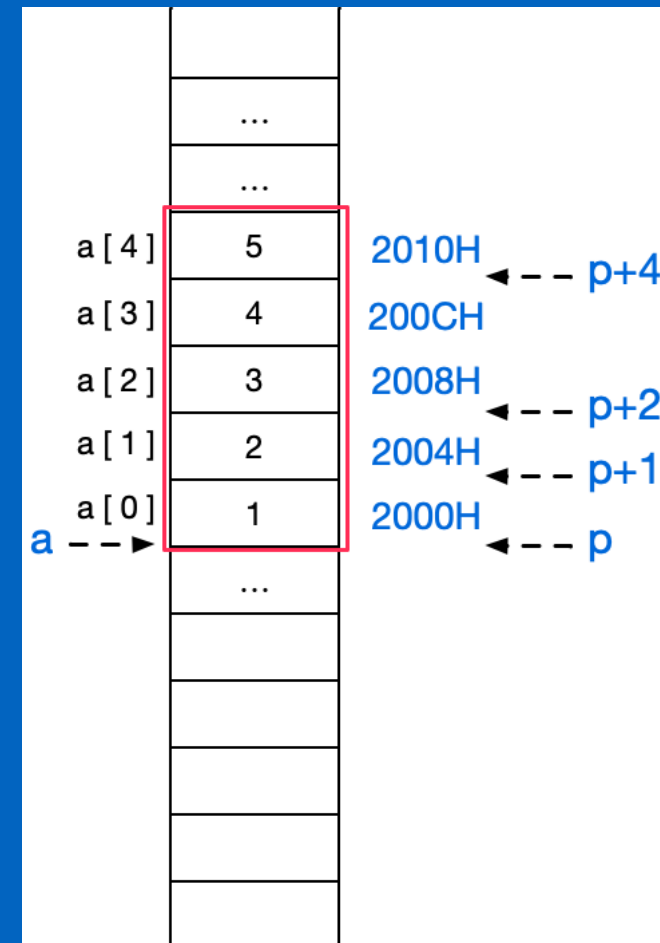 ...
...
a[4] 5 2010H p+4
a[3] 4 200CH
a[2] 3 2008H p+2
a[1] 2 2004H p+1
a[0] 1 2000H
a p
...